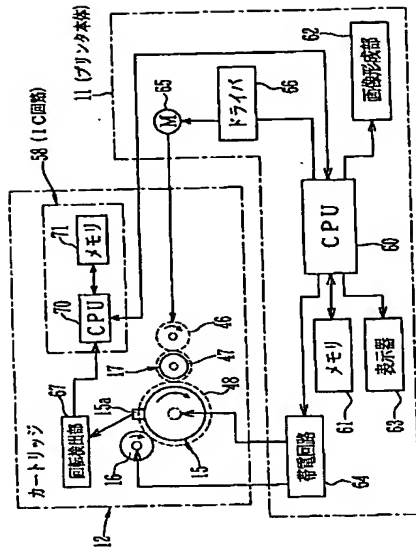 11(プリンタ本体)
62
画像形成部
65
M
66
ドライバ
CPU
60
メモリ
61
表示器
63
帯電回路
64
58(IC回路)
71
メモリ
70
CPU
67
回転検出部
カートリッジ
12
46
17
47
48
15a
16
15